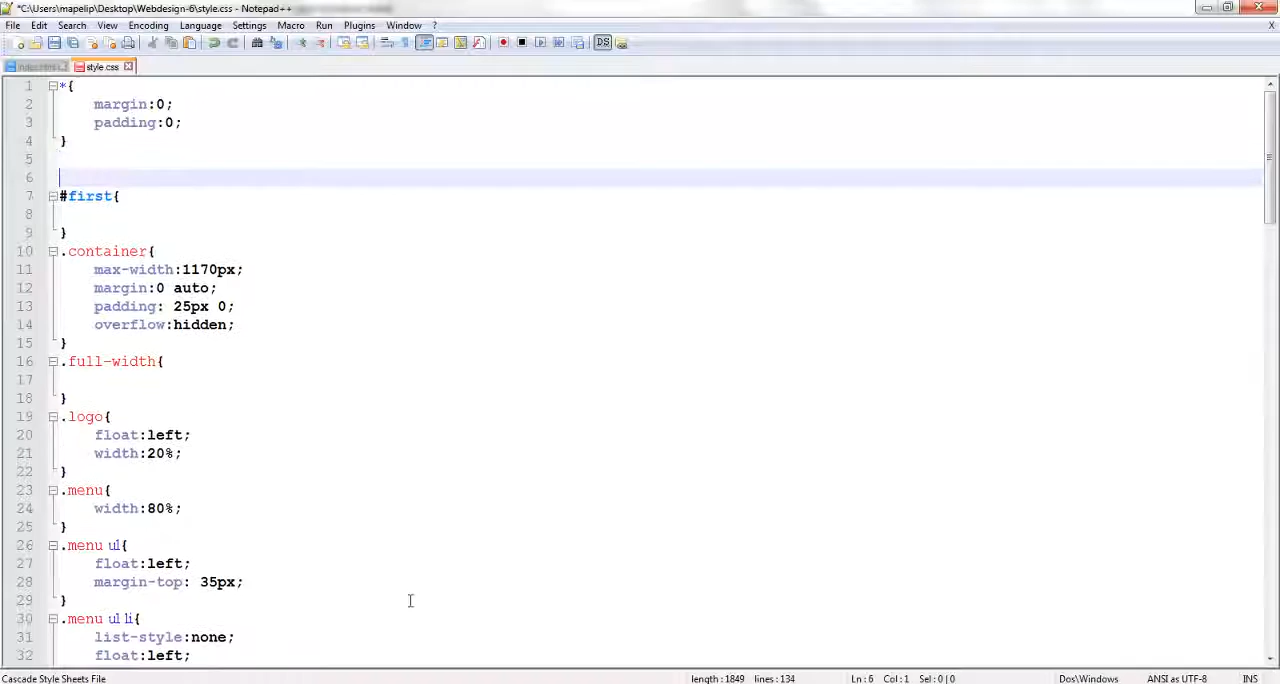 *C:\Users\mapelip\Desktop\Webdesign-6\style.css - Notepad++
File Edit Search View Encoding Language Settings Macro Run Plugins Window ?
X
style.css
1 *{
2 margin:0;
3 padding:0;
4 }
5
6
7 #first{
8
9 }
10 .container{
11 max-width:1170px;
12 margin:0 auto;
13 padding: 25px 0;
14 overflow:hidden;
15 }
16 .full-width{
17
18 }
19 .logo{
20 float:left;
21 width:20%;
22 }
23 .menu{
24 width:80%;
25 }
26 .menu ul{
27 float:left;
28 margin-top: 35px;
29 }
30 .menu ul li{
31 list-style:none;
32 float:left;
Cascade Style Sheets File length : 1849 lines : 134 Ln : 6 Col : 1 Sel : 0 | 0 Dos\Windows ANSI as UTF-8 INS